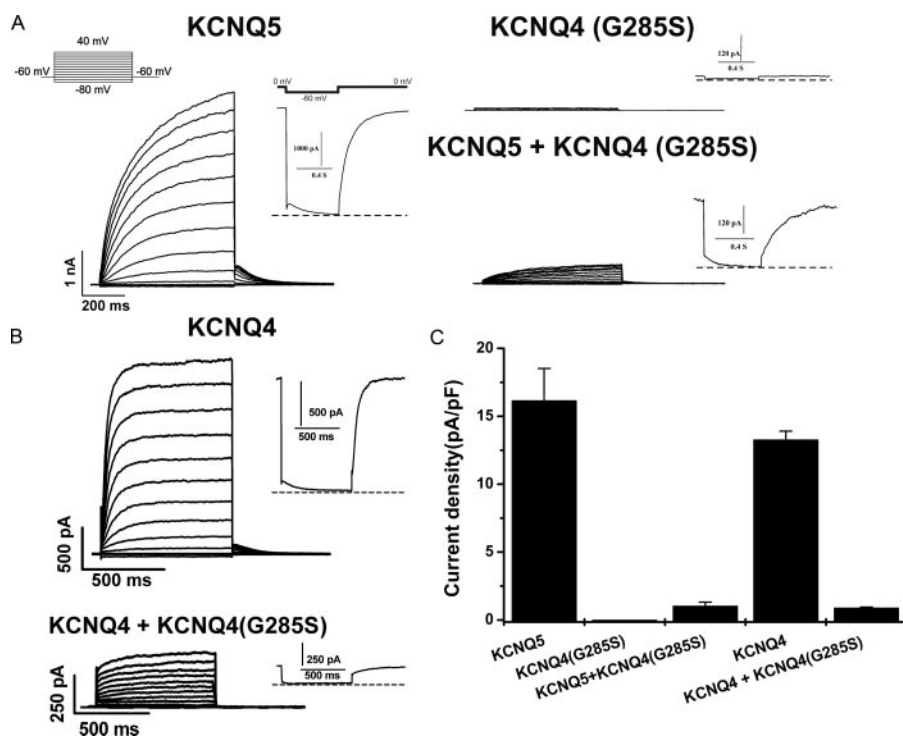 A
KCNQ5
40 mV
-60 mV
-60 mV
-80 mV
0 mV
0 mV
-60 mV
1000 pA
0.4 S
1 nA
200 ms
KCNQ4 (G285S)
120 pA
0.4 S
KCNQ5 + KCNQ4 (G285S)
120 pA
0.4 S
B
KCNQ4
500 pA
500 ms
500 pA
500 ms
KCNQ4 + KCNQ4(G285S)
250 pA
500 ms
250 pA
500 ms
C
Current density(pA/pF)
20
15
10
5
0
KCNQ5
KCNQ4(G285S)
KCNQ5+KCNQ4(G285S)
KCNQ4
KCNQ4 + KCNQ4(G285S)